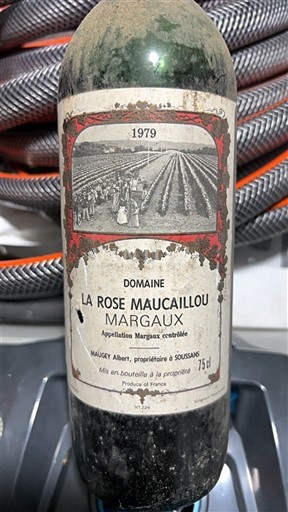 1979
DOMAINE
LA ROSE MAUCAILLOU
MARGAUX
Appellation Margaux contrôlée
MAUGEY Albert, propriétaire à SOUSSANS
Mis en bouteille à la propriété
75 cl
Produce of France